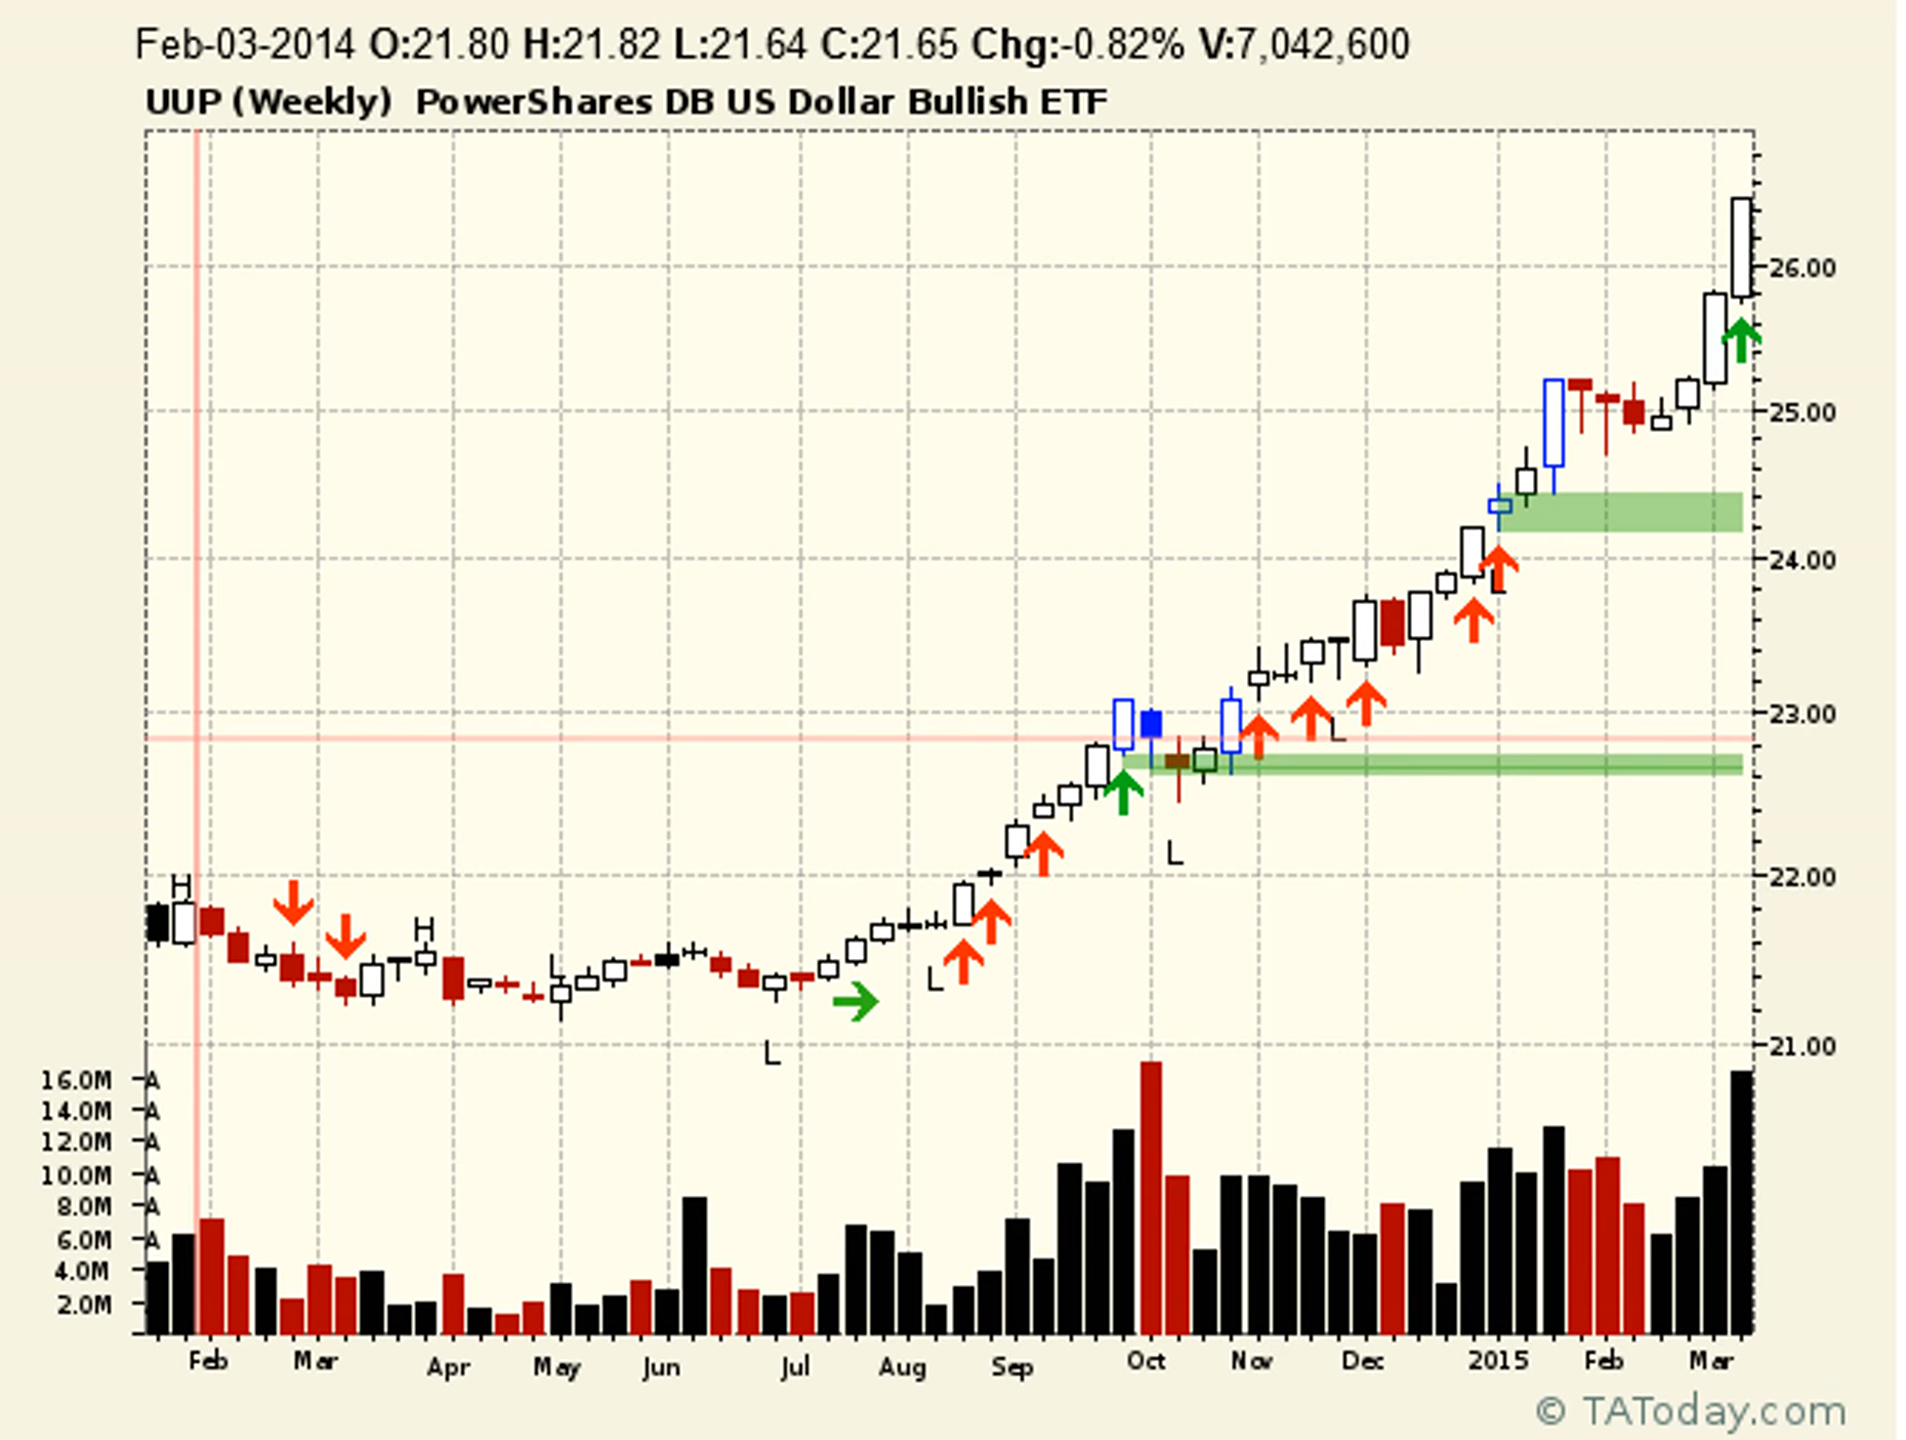 Feb-03-2014 O:21.80 H:21.82 L:21.64 C:21.65 Chg:-0.82% V:7,042,600
UUP (Weekly) PowerShares DB US Dollar Bullish ETF
26.00
25.00
24.00
23.00
22.00
21.00
H
H
L
L
L
L
L
L
16.0M A
14.0M A
12.0M A
10.0M A
8.0M A
6.0M A
4.0M
2.0M
Feb Mar Apr May Jun Jul Aug Sep Oct Nov Dec 2015 Feb Mar
© TAToday.com